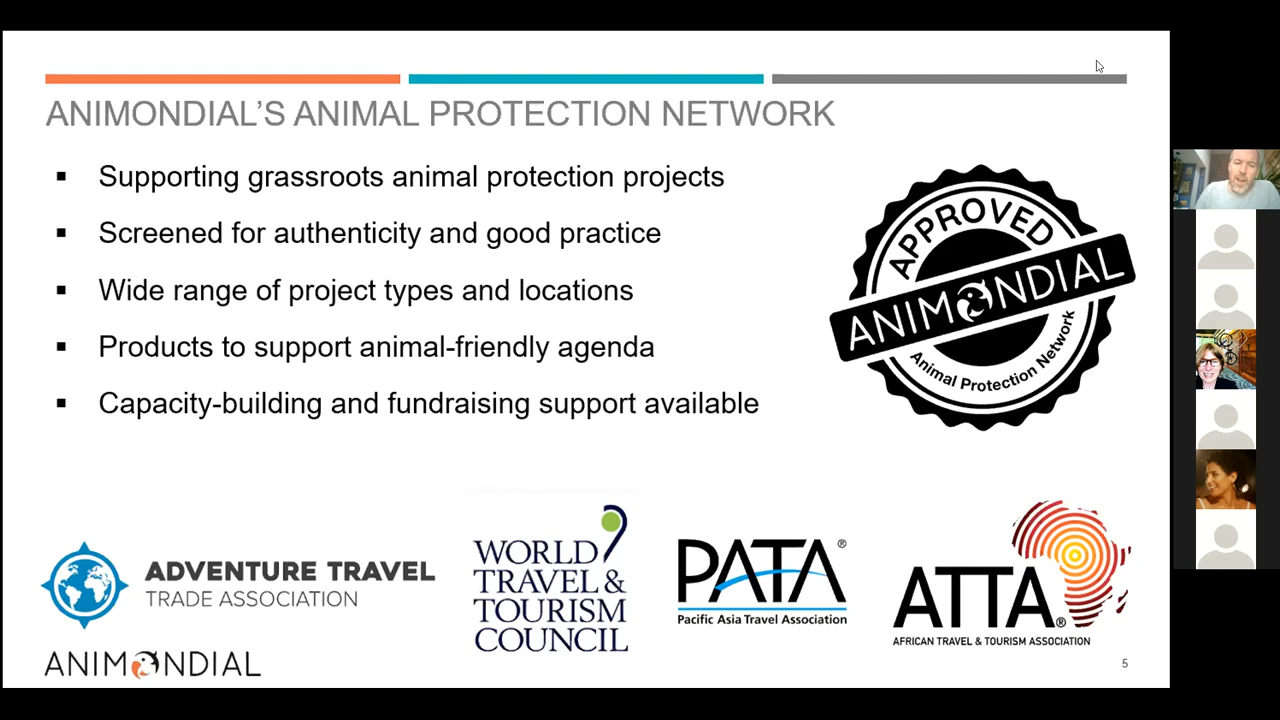 ANIMONDIAL’S ANIMAL PROTECTION NETWORK
▪ Supporting grassroots animal protection projects
▪ Screened for authenticity and good practice
▪ Wide range of project types and locations
▪ Products to support animal-friendly agenda
▪ Capacity-building and fundraising support available
APPROVED
ANIMONDIAL
Animal Protection Network
ADVENTURE TRAVEL
TRADE ASSOCIATION
WORLD
TRAVEL &
TOURISM
COUNCIL
PATA®
Pacific Asia Travel Association
ATTA®
AFRICAN TRAVEL & TOURISM ASSOCIATION
ANIMONDIAL
5